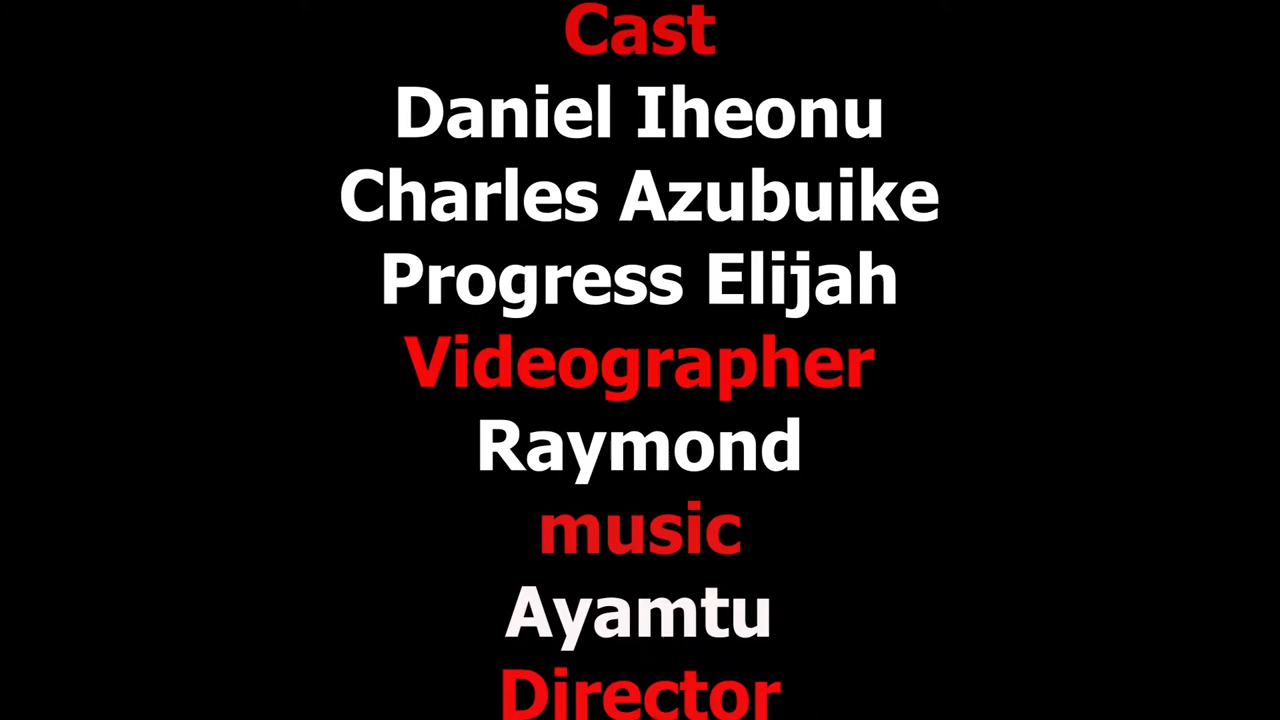 Cast
Daniel Iheonu
Charles Azubuike
Progress Elijah
Videographer
Raymond
music
Ayamtu
Director